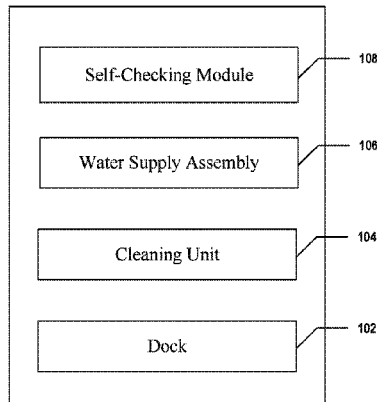 Self-Checking Module
108
Water Supply Assembly
106
Cleaning Unit
104
Dock
102